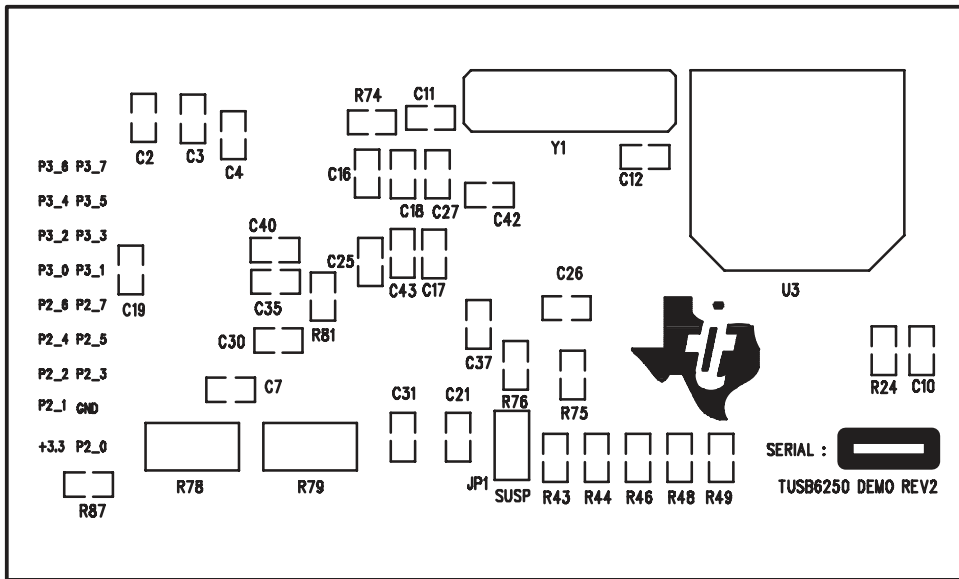 R74
C11
Y1
C2
C3
C4
C16
C12
P3_6 P3_7
C18
C27
P3_4 P3_5
C42
C40
P3_2 P3_3
C25
P3_0 P3_1
C26
C43
C17
U3
P2_6 P2_7
C19
C35
R81
P2_4 P2_5
C30
C37
P2_2 P2_3
C7
R76
R75
R24
C10
C31
C21
P2_1 GND
+3.3 P2_0
SERIAL :
R78
R79
JP1
SUSP
R43
R44
R46
R48
R49
TUSB6250 DEMO REV2
R87